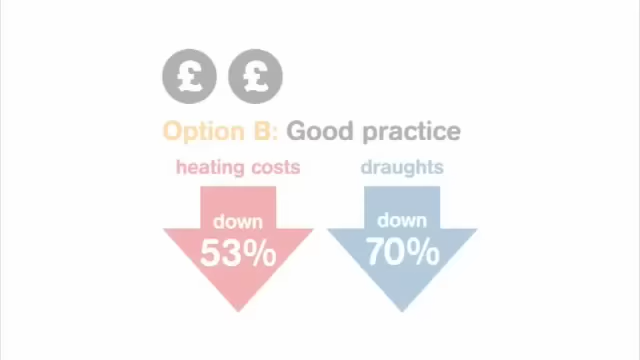 £ £
Option B: Good practice
heating costs draughts
down down
53% 70%